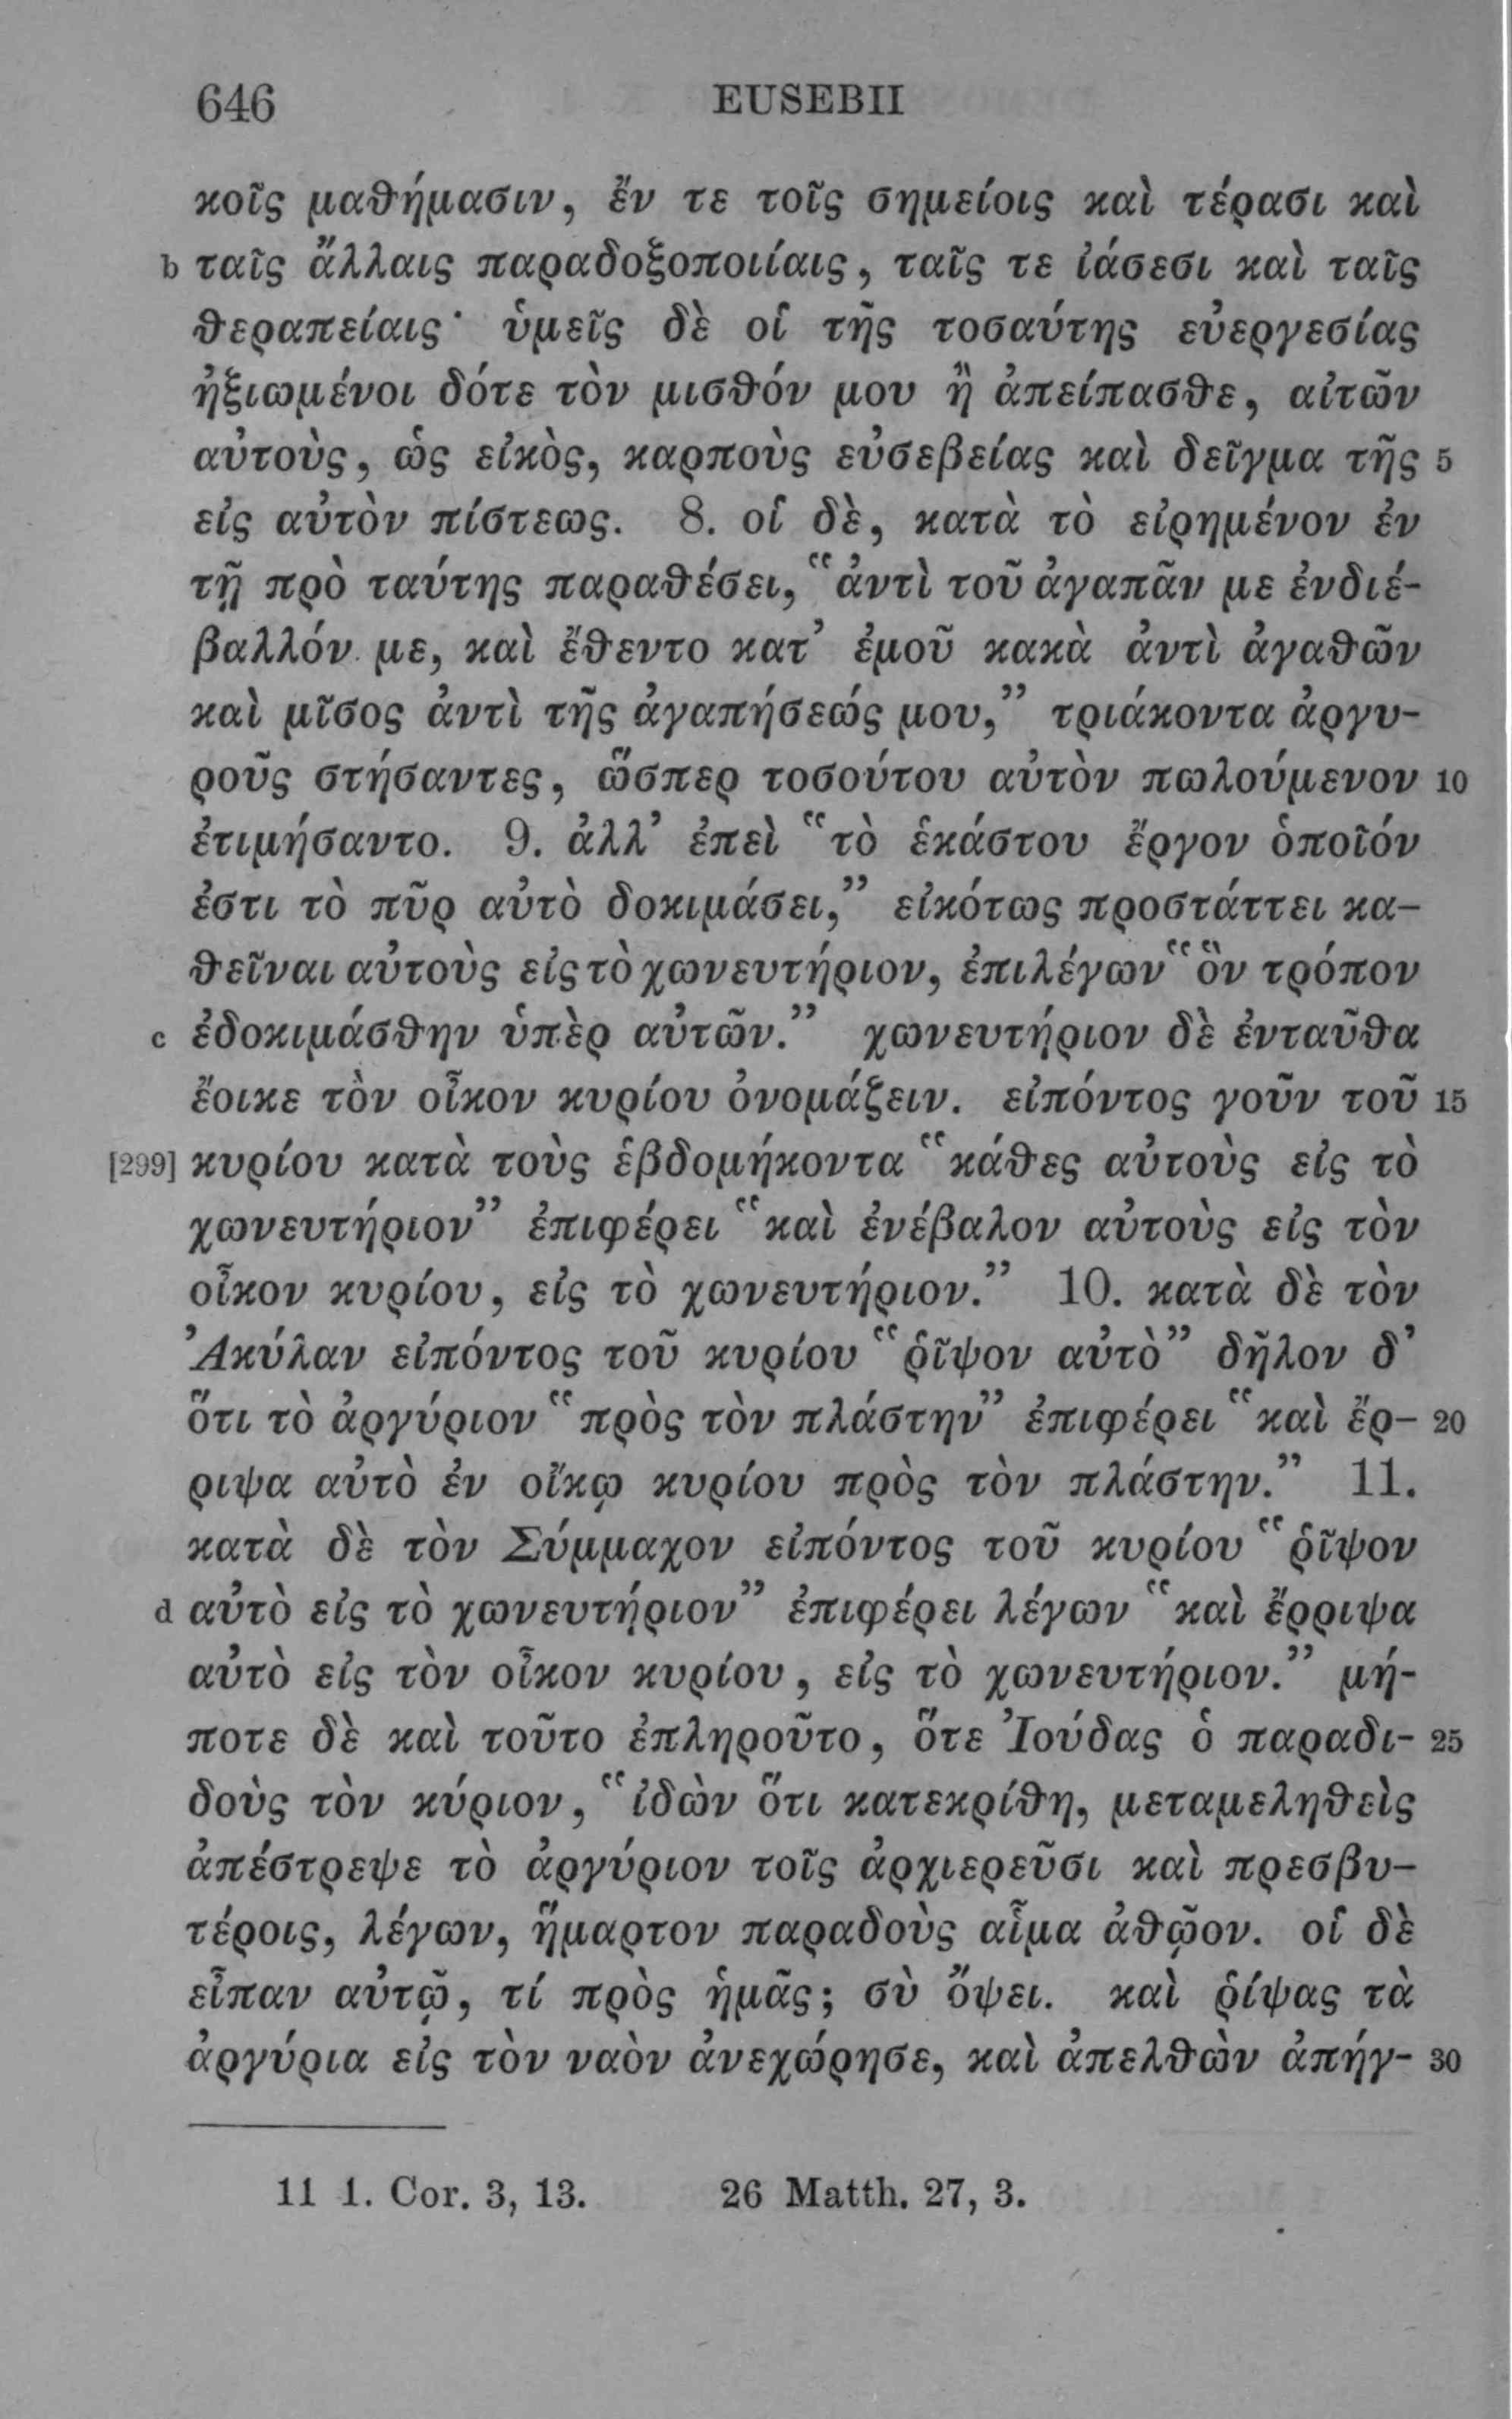 646 EUSEBII
κοῖς μαθήμασιν, ἔν τε τοῖς σημείοις καὶ τέρασι καὶ
b ταῖς ἄλλαις παραδοξοποιίαις, ταῖς τε ἰάσεσι καὶ ταῖς
θεραπείαις· ὑμεῖς δὲ οἱ τῆς τοσαύτης εὐεργεσίας
ἠξιωμένοι δότε τὸν μισθόν μου ἢ ἀπείπασθε, αἰτῶν
αὐτοὺς, ὡς εἰκὸς, καρποὺς εὐσεβείας καὶ δεῖγμα τῆς 5
εἰς αὐτὸν πίστεως. 8. οἱ δὲ, κατὰ τὸ εἰρημένον ἐν
τῇ πρὸ ταύτης παραθέσει, “ἀντὶ τοῦ ἀγαπᾶν με ἐνδιέ-
βαλλόν με, καὶ ἔθεντο κατ’ ἐμοῦ κακὰ ἀντὶ ἀγαθῶν
καὶ μῖσος ἀντὶ τῆς ἀγαπήσεώς μου,” τριάκοντα ἀργυ-
ροῦς στήσαντες, ὥσπερ τοσούτου αὐτὸν πωλούμενον 10
ἐτιμήσαντο. 9. ἀλλ’ ἐπεὶ “τὸ ἑκάστου ἔργον ὁποῖόν
ἐστι τὸ πῦρ αὐτὸ δοκιμάσει,” εἰκότως προστάττει κα-
θεῖναι αὐτοὺς εἰς τὸ χωνευτήριον, ἐπιλέγων “ὃν τρόπον
c ἐδοκιμάσθην ὑπὲρ αὐτῶν.” χωνευτήριον δὲ ἐνταῦθα
ἔοικε τὸν οἶκον κυρίου ὀνομάζειν. εἰπόντος γοῦν τοῦ 15
[299] κυρίου κατὰ τοὺς ἑβδομήκοντα “κάθες αὐτοὺς εἰς τὸ
χωνευτήριον” ἐπιφέρει “καὶ ἐνέβαλον αὐτοὺς εἰς τὸν
οἶκον κυρίου, εἰς τὸ χωνευτήριον.” 10. κατὰ δὲ τὸν
Ἀκύλαν εἰπόντος τοῦ κυρίου “ῥῖψον αὐτὸ” δῆλον δ’
ὅτι τὸ ἀργύριον “πρὸς τὸν πλάστην” ἐπιφέρει “καὶ ἔρ- 20
ριψα αὐτὸ ἐν οἴκῳ κυρίου πρὸς τὸν πλάστην.” 11.
κατὰ δὲ τὸν Σύμμαχον εἰπόντος τοῦ κυρίου “ῥῖψον
d αὐτὸ εἰς τὸ χωνευτήριον” ἐπιφέρει λέγων “καὶ ἔρριψα
αὐτὸ εἰς τὸν οἶκον κυρίου, εἰς τὸ χωνευτήριον.” μή-
ποτε δὲ καὶ τοῦτο ἐπληροῦτο, ὅτε Ἰούδας ὁ παραδι- 25
δοὺς τὸν κύριον, “ἰδὼν ὅτι κατεκρίθη, μεταμεληθεὶς
ἀπέστρεψε τὸ ἀργύριον τοῖς ἀρχιερεῦσι καὶ πρεσβυ-
τέροις, λέγων, ἥμαρτον παραδοὺς αἷμα ἀθῷον. οἱ δὲ
εἶπαν αὐτῷ, τί πρὸς ἡμᾶς; σὺ ὄψει. καὶ ῥίψας τὰ
ἀργύρια εἰς τὸν ναὸν ἀνεχώρησε, καὶ ἀπελθὼν ἀπήγ- 30
11 1. Cor. 3, 13. 26 Matth. 27, 3.